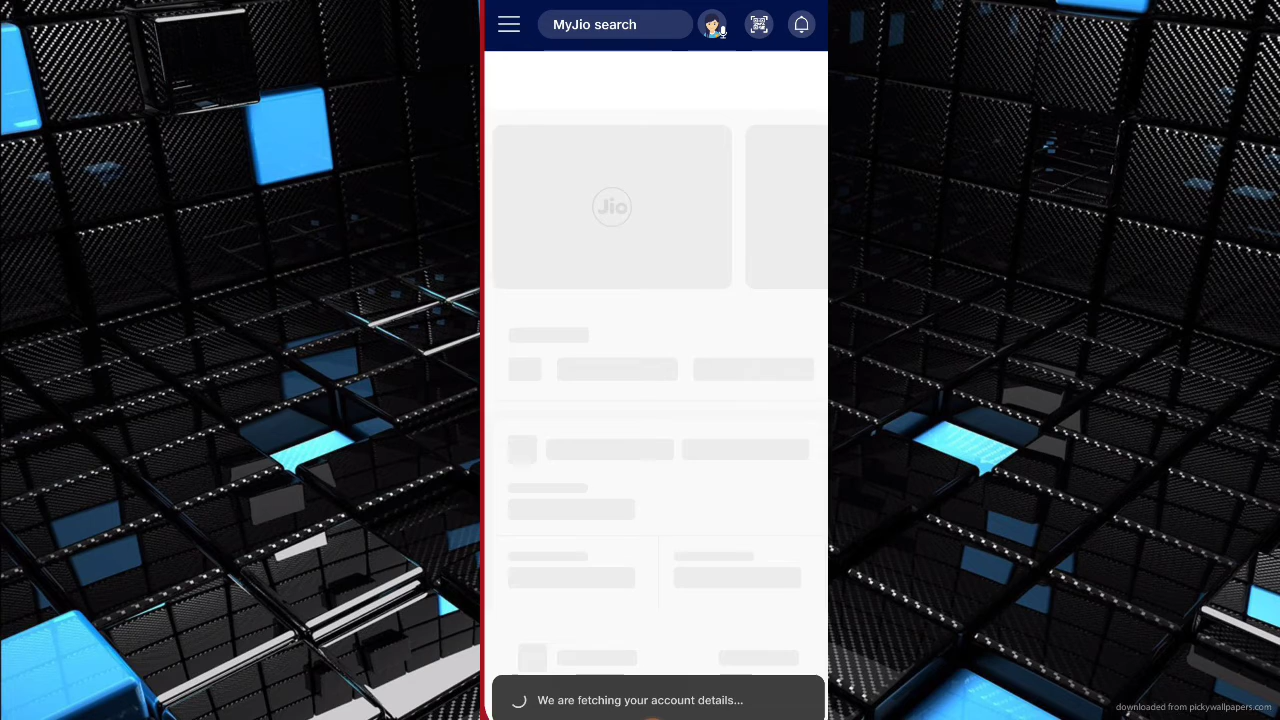 MyJio search
Jio
We are fetching your account details...
downloaded from pickywallpapers.com